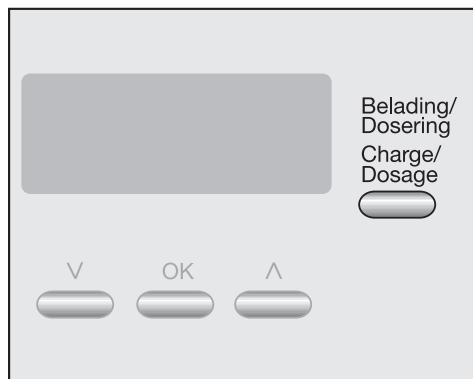 Belading/
Dosering
Charge/
Dosage
V OK Λ